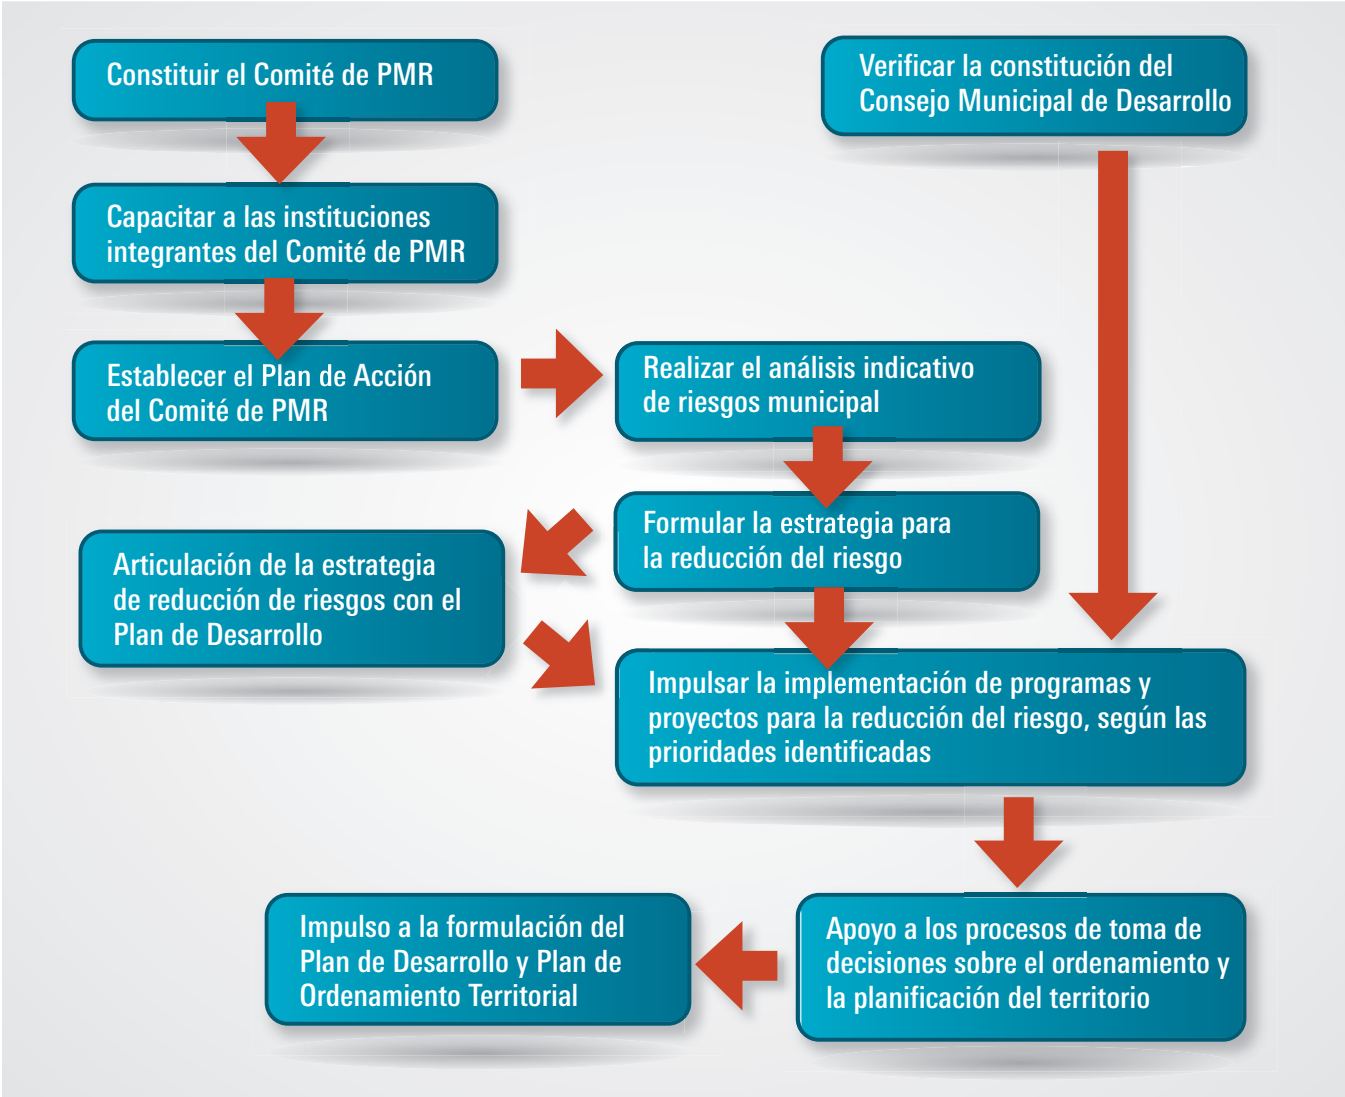 Constituir el Comité de PMR
Verificar la constitución del
Consejo Municipal de Desarrollo
Capacitar a las instituciones
integrantes del Comité de PMR
Establecer el Plan de Acción
del Comité de PMR
Realizar el análisis indicativo
de riesgos municipal
Formular la estrategia para
la reducción del riesgo
Articulación de la estrategia
de reducción de riesgos con el
Plan de Desarrollo
Impulsar la implementación de programas y
proyectos para la reducción del riesgo, según las
prioridades identificadas
Apoyo a los procesos de toma de
decisiones sobre el ordenamiento y
la planificación del territorio
Impulso a la formulación del
Plan de Desarrollo y Plan de
Ordenamiento Territorial